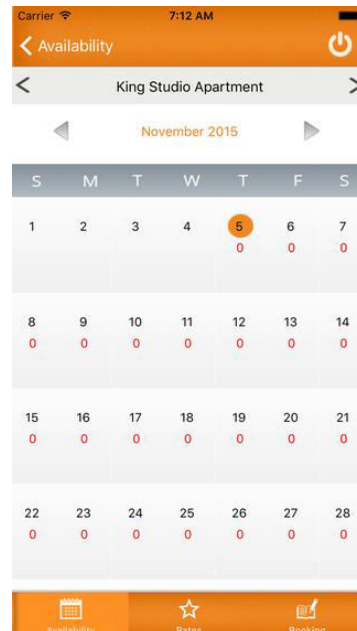 Carrier 7:12 AM
Availability
King Studio Apartment
November 2015
S M T W T F S
1 2 3 4 5 6 7
0 0 0
8 9 10 11 12 13 14
0 0 0 0 0 0 0
15 16 17 18 19 20 21
0 0 0 0 0 0 0
22 23 24 25 26 27 28
0 0 0 0 0 0 0
Availability Rates Booking